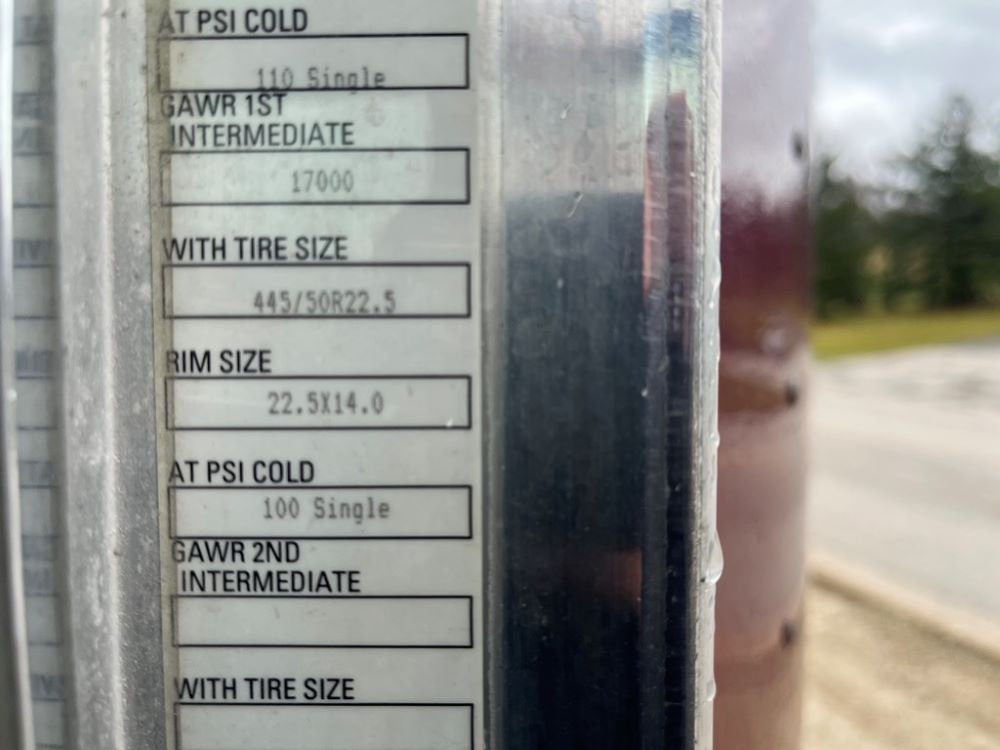 AT PSI COLD
110 Single
GAWR 1ST
INTERMEDIATE
17000
WITH TIRE SIZE
445/50R22.5
RIM SIZE
22.5X14.0
AT PSI COLD
100 Single
GAWR 2ND
INTERMEDIATE
WITH TIRE SIZE